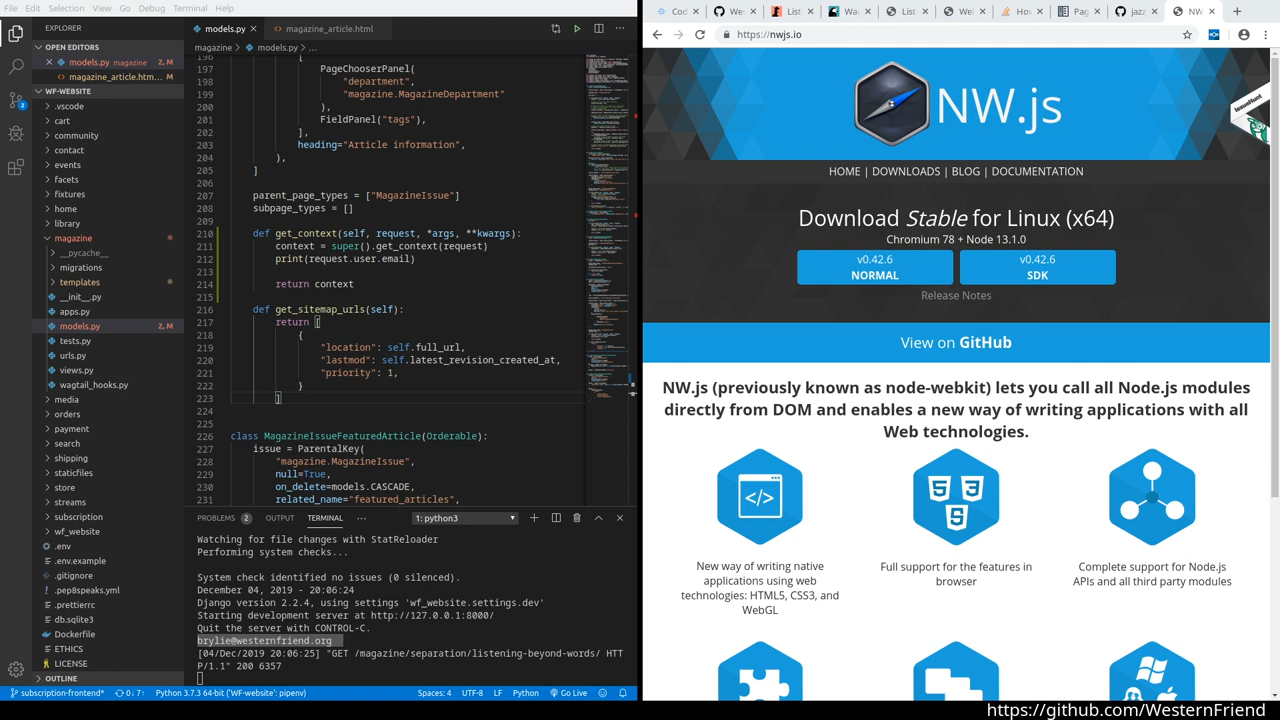 File Edit Selection View Go Debug Terminal Help
EXPLORER
OPEN EDITORS
models.py magazine 2, M
magazine_article.htm... M
WF-WEBSITE
.vscode
cart
community
contact
events
facets
fixtures
home
library
magazine
__pycache__
migrations
templates
__init__.py
apps.py
models.py 2, M
tests.py
urls.py
views.py
wagtail_hooks.py
media
orders
payment
search
shipping
staticfiles
store
streams
subscription
wf_website
.env
.env.example
.gitignore
.pep8speaks.yml
.prettierrc
db.sqlite3
Dockerfile
ETHICS
LICENSE
OUTLINE
2
models.py
magazine_article.html
magazine > models.py > ...
196 [
197 PageChooserPanel(
198 "department",
199 "magazine.MagazineDepartment"
200 ),
201 FieldPanel("tags"),
202 ],
203 heading="Article information",
204 ),
205 ]
206
207 parent_page_types = ["MagazineIssue"]
208 subpage_types = []
209
210 def get_context(self, request, *args, **kwargs):
211 context = super().get_context(request)
212 print(request.user.email)
213
214 return context
215
216 def get_sitemap_urls(self):
217 return [
218 {
219 "location": self.full_url,
220 "lastmod": self.latest_revision_created_at,
221 "priority": 1,
222 }
223 ]
224
225
226 class MagazineIssueFeaturedArticle(Orderable):
227 issue = ParentalKey(
228 "magazine.MagazineIssue",
229 null=True,
230 on_delete=models.CASCADE,
231 related_name="featured_articles",
PROBLEMS 2 OUTPUT TERMINAL ... 1: python3
Watching for file changes with StatReloader
Performing system checks...
System check identified no issues (0 silenced).
December 04, 2019 - 20:06:24
Django version 2.2.4, using settings 'wf_website.settings.dev'
Starting development server at http://127.0.0.1:8000/
Quit the server with CONTROL-C.
brylie@westernfriend.org
[04/Dec/2019 20:06:25] "GET /magazine/separation/listening-beyond-words/ HTT
P/1.1" 200 6357
subscription-frontend* 0↓ 7↑ Python 3.7.3 64-bit ('WF-website': pipenv) Spaces: 4 UTF-8 LF Python Go Live
Coc Wes List Wag List Wel How Pag jazz NW
https://nwjs.io
NW.js
HOME | DOWNLOADS | BLOG | DOCUMENTATION
Download Stable for Linux (x64)
Chromium 78 + Node 13.1.0
v0.42.6
NORMAL
v0.42.6
SDK
Release Notes
View on GitHub
NW.js (previously known as node-webkit) lets you call all Node.js modules
directly from DOM and enables a new way of writing applications with all
Web technologies.
New way of writing native
applications using web
technologies: HTML5, CSS3, and
WebGL
Full support for the features in
browser
Complete support for Node.js
APIs and all third party modules
https://github.com/WesternFriend